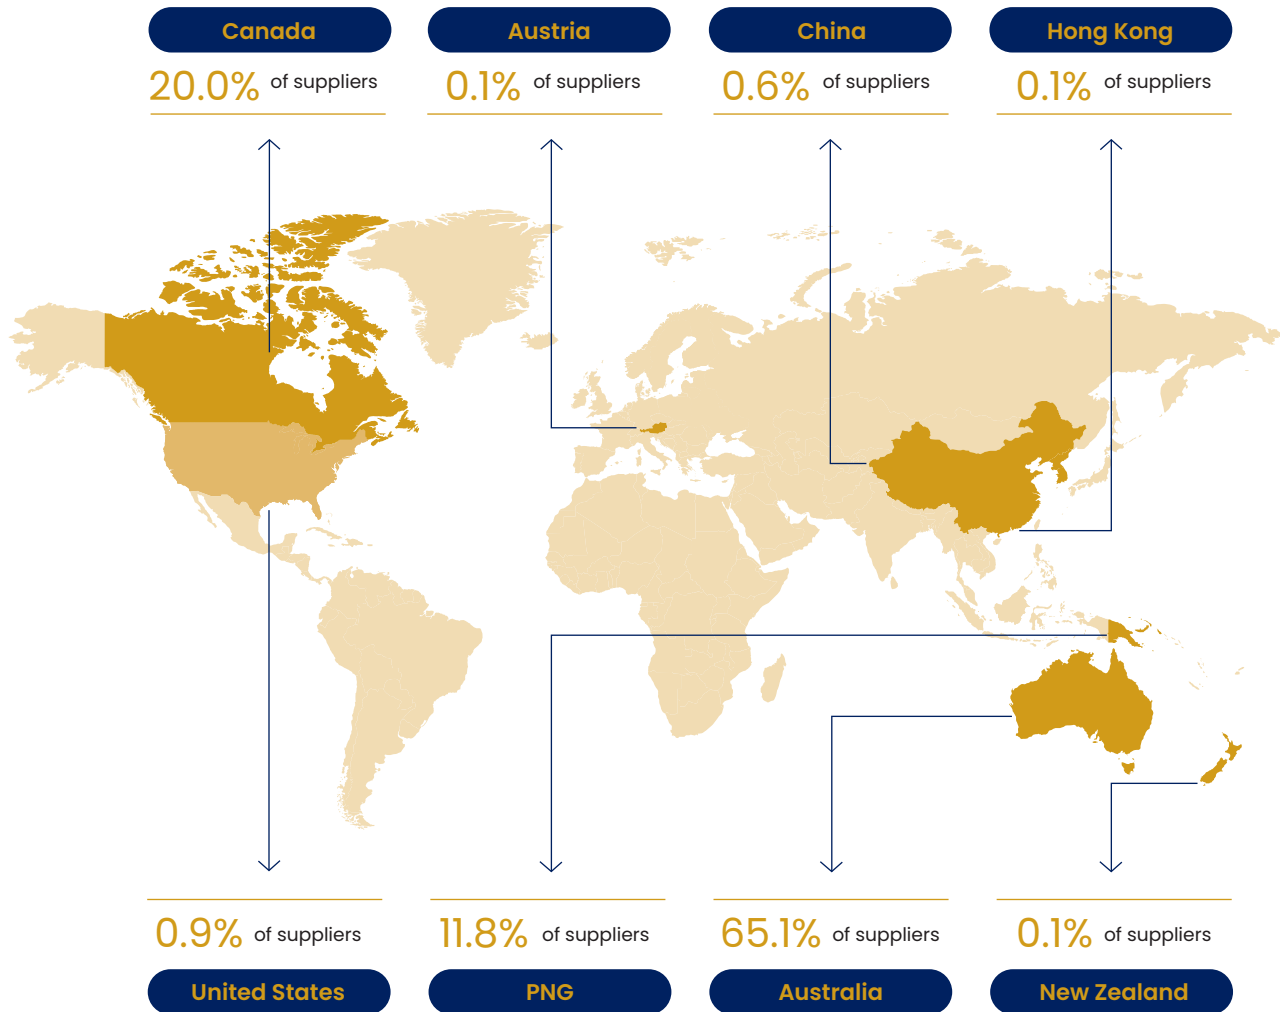 Canada
20.0% of suppliers
Austria
0.1% of suppliers
China
0.6% of suppliers
Hong Kong
0.1% of suppliers
0.9% of suppliers
United States
11.8% of suppliers
PNG
65.1% of suppliers
Australia
0.1% of suppliers
New Zealand